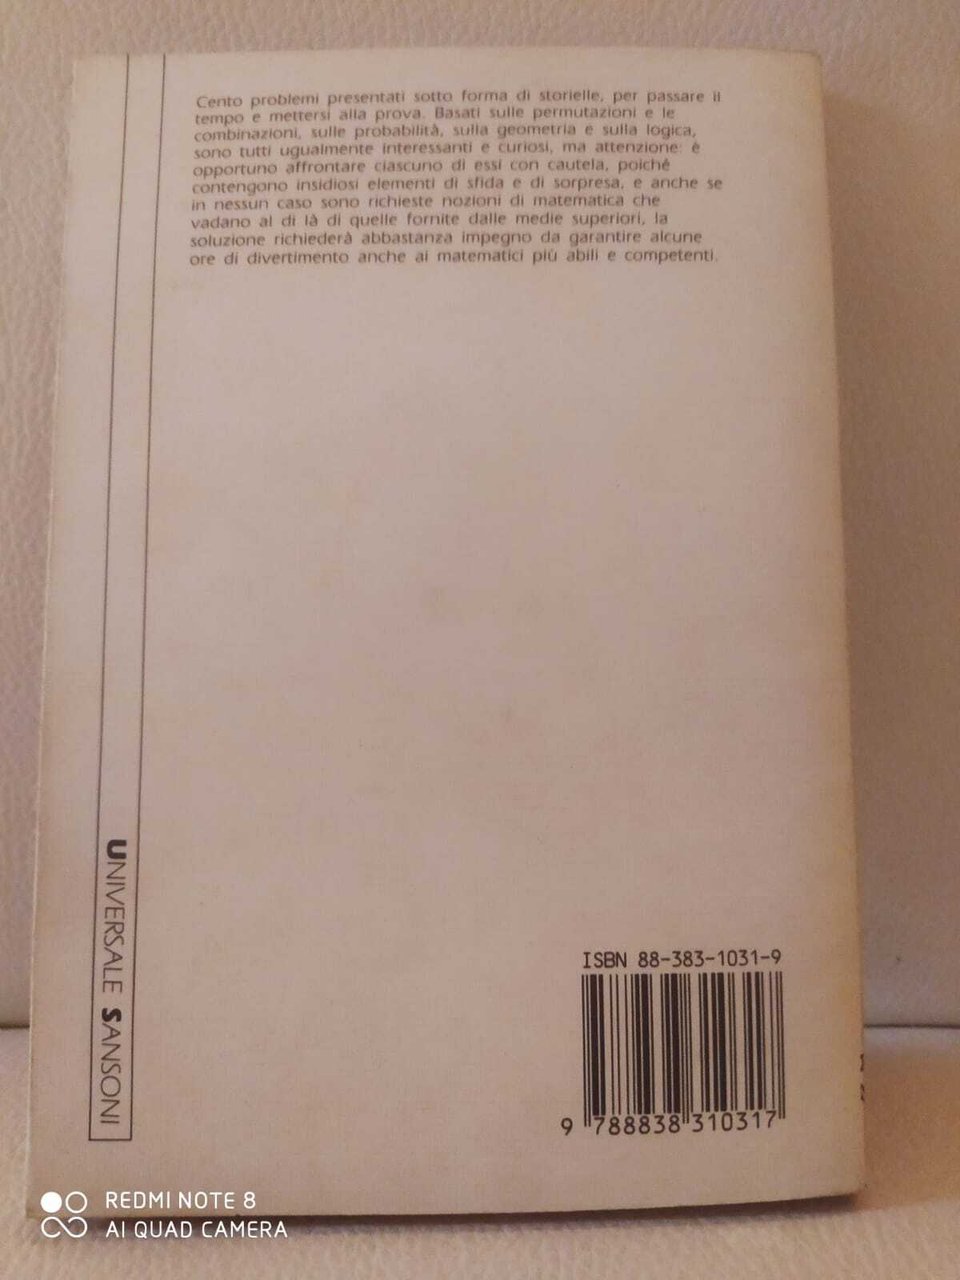 Cento problemi presentati sotto forma di storielle, per passare il
tempo e mettersi alla prova. Basati sulle permutazioni e le
combinazioni, sulle probabilità, sulla geometria e sulla logica,
sono tutti ugualmente interessanti e curiosi, ma attenzione: è
opportuno affrontare ciascuno di essi con cautela, poiché
contengono insidiosi elementi di sfida e di sorpresa, e anche se
in nessun caso sono richieste nozioni di matematica che
vadano al di là di quelle fornite dalle medie superiori, la
soluzione richiederà abbastanza impegno da garantire alcune
ore di divertimento anche ai matematici più abili e competenti.
UNIVERSALE SANSONI
ISBN 88-383-1031-9
9 788838 310317
REDMI NOTE 8
AI QUAD CAMERA